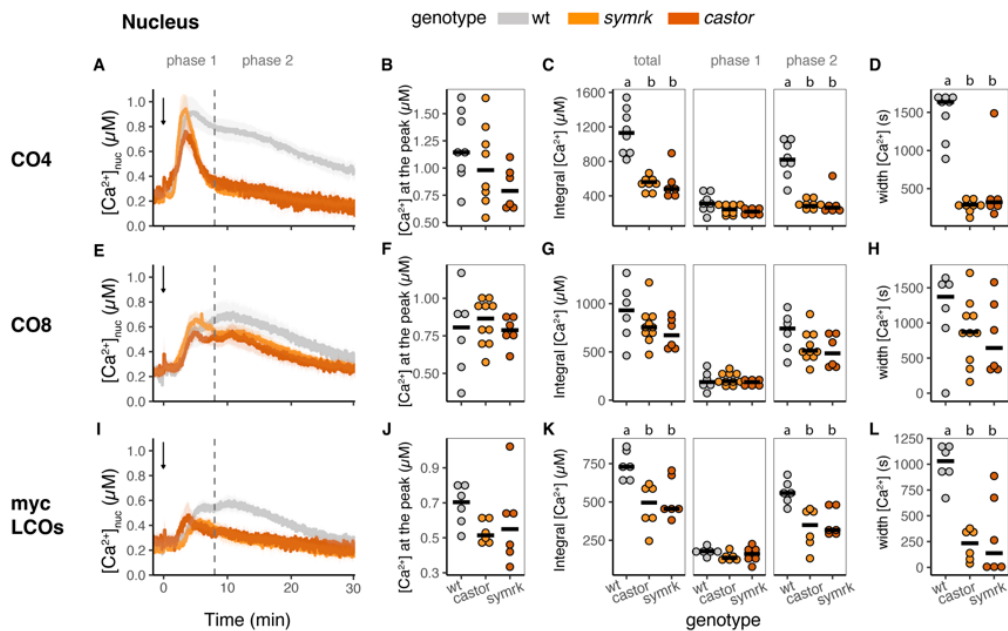 Nucleus
genotype wt symrk castor
phase 1 phase 2
total phase 1 phase 2
A
B
C
D
CO4
[Ca²⁺]nuc (µM)
1.0
0.8
0.6
0.4
0.2
[Ca²⁺] at the peak (µM)
1.50
1.25
1.00
0.75
0.50
Integral [Ca²⁺] (µM)
1600
1200
800
400
a b b
a b b
width [Ca²⁺] (s)
1500
1000
500
a b b
E
F
G
H
CO8
[Ca²⁺]nuc (µM)
1.0
0.8
0.6
0.4
0.2
[Ca²⁺] at the peak (µM)
1.00
0.75
0.50
Integral [Ca²⁺] (µM)
1000
500
0
width [Ca²⁺] (s)
1500
1000
500
0
I
J
K
L
myc
LCOs
[Ca²⁺]nuc (µM)
1.0
0.8
0.6
0.4
0.2
0 10 20 30
Time (min)
[Ca²⁺] at the peak (µM)
0.9
0.7
0.5
0.3
wt castor symrk
Integral [Ca²⁺] (µM)
750
500
250
a b b
a b b
wt castor symrk
wt castor symrk
wt castor symrk
genotype
width [Ca²⁺] (s)
1250
1000
750
500
250
0
a b b
wt castor symrk